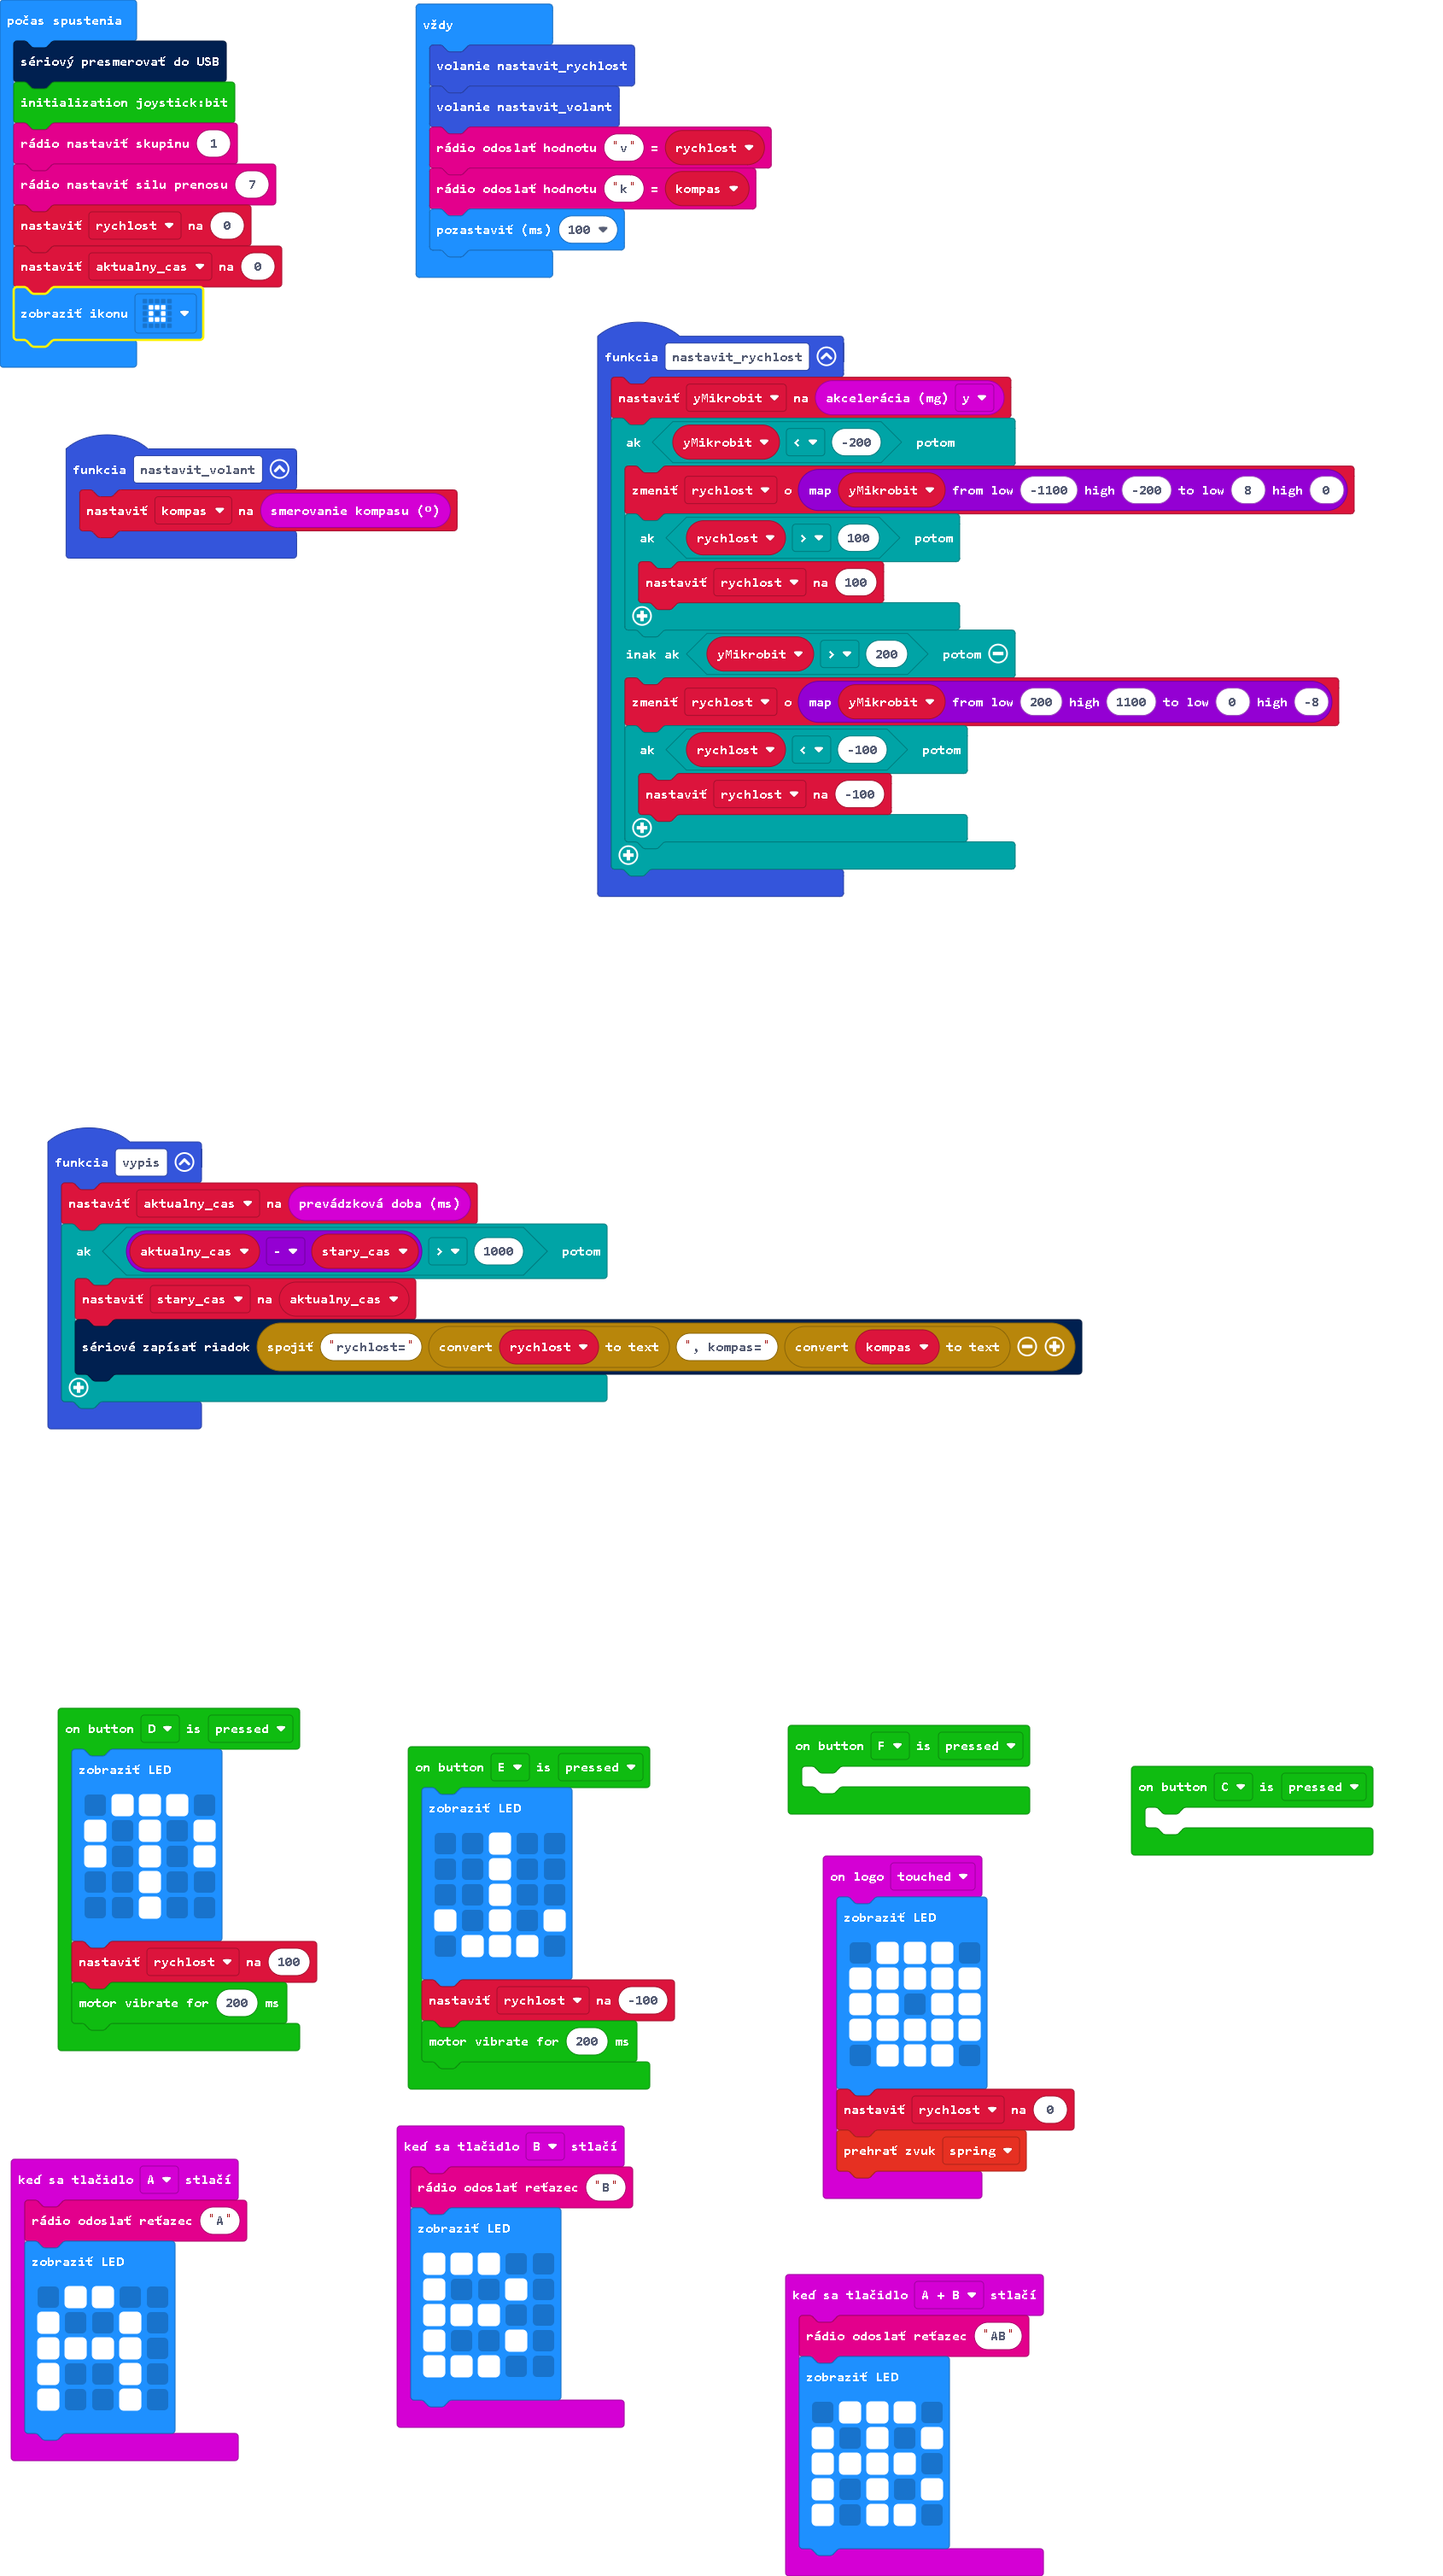 počas spustenia
sériový presmerovať do USB
initialization joystick:bit
rádio nastaviť skupinu 1
rádio nastaviť silu prenosu 7
nastaviť rychlost na 0
nastaviť aktualny_cas na 0
zobraziť ikonu
vždy
volanie nastavit_rychlost
volanie nastavit_volant
rádio odoslať hodnotu "v" = rychlost
rádio odoslať hodnotu "k" = kompas
pozastaviť (ms) 100
funkcia nastavit_rychlost
nastaviť yMikrobit na akcelerácia (mg) y
ak yMikrobit < -200 potom
zmeniť rychlost o map yMikrobit from low -1100 high -200 to low 8 high 0
ak rychlost > 100 potom
nastaviť rychlost na 100
inak ak yMikrobit > 200 potom
zmeniť rychlost o map yMikrobit from low 200 high 1100 to low 0 high -8
ak rychlost < -100 potom
nastaviť rychlost na -100
funkcia nastavit_volant
nastaviť kompas na smerovanie kompasu (º)
funkcia vypis
nastaviť aktualny_cas na prevádzková doba (ms)
ak aktualny_cas - stary_cas > 1000 potom
nastaviť stary_cas na aktualny_cas
sériové zapísať riadok spojiť "rychlost=" convert rychlost to text ", kompas=" convert kompas to text
on button D is pressed
zobraziť LED
nastaviť rychlost na 100
motor vibrate for 200 ms
on button E is pressed
zobraziť LED
nastaviť rychlost na -100
motor vibrate for 200 ms
on button F is pressed
on button C is pressed
on logo touched
zobraziť LED
nastaviť rychlost na 0
prehrať zvuk spring
keď sa tlačidlo A stlačí
rádio odoslať reťazec "A"
zobraziť LED
keď sa tlačidlo B stlačí
rádio odoslať reťazec "B"
zobraziť LED
keď sa tlačidlo A + B stlačí
rádio odoslať reťazec "AB"
zobraziť LED